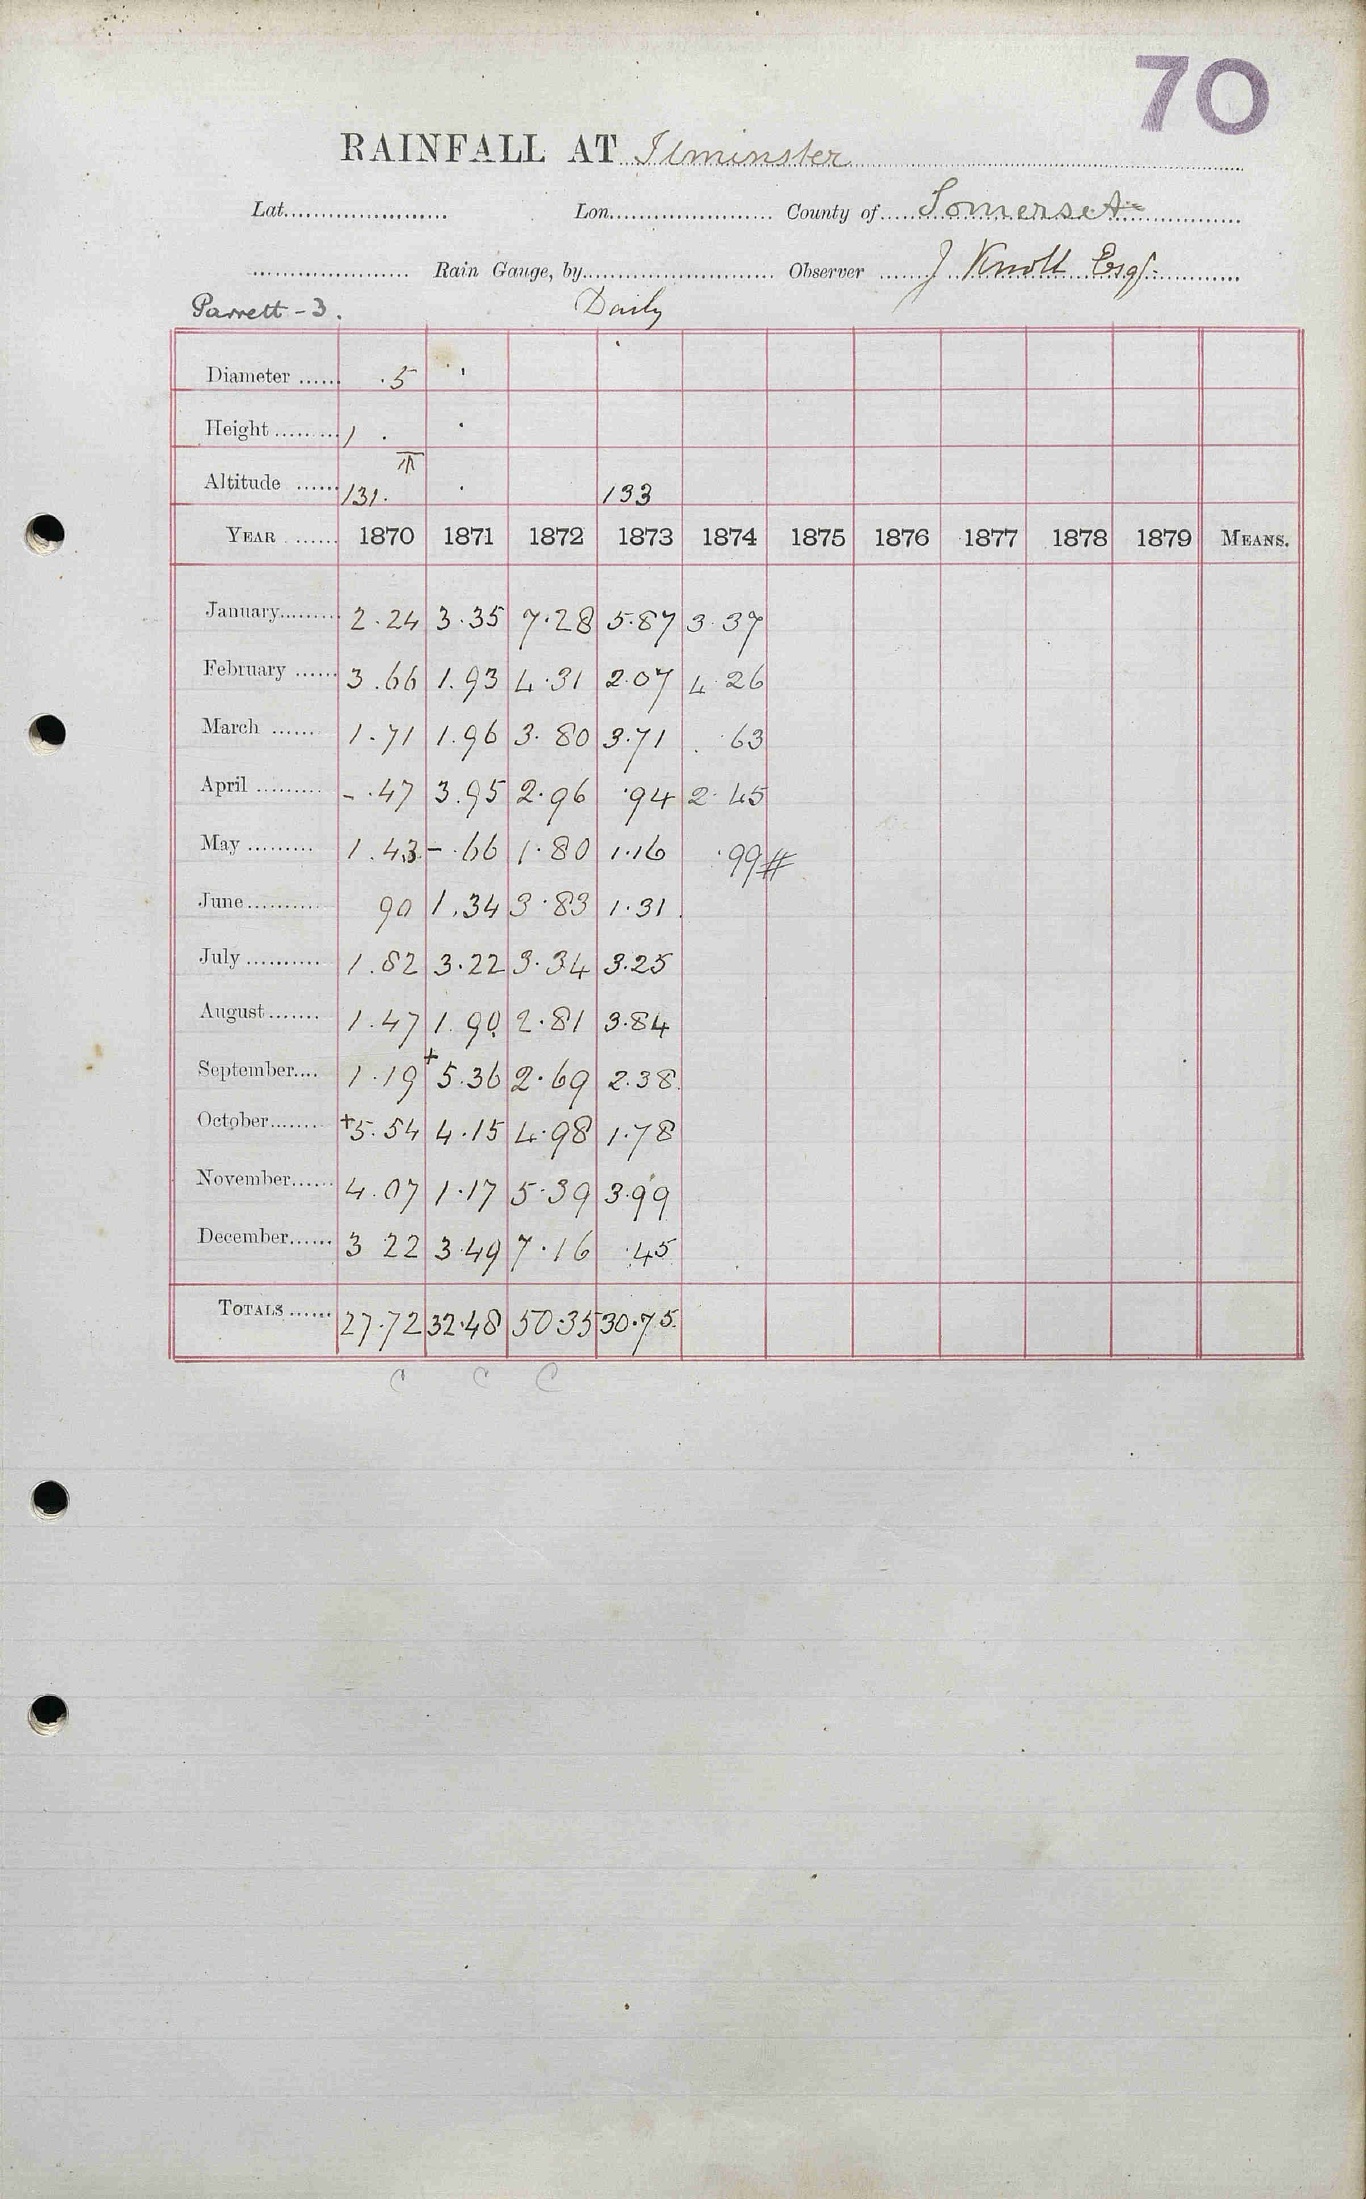 70
RAINFALL AT Ilminster
Lat. Lon. County of Somerset
Rain Gauge, by Observer J Knott Esqr.
Parrett - 3. Daily
Diameter ...... .5
Height ......... 1 .
Altitude ...... 131. 133
YEAR ...... 1870 1871 1872 1873 1874 1875 1876 1877 1878 1879 MEANS.
January......... 2.24 3.35 7.28 5.87 3.37
February ...... 3.66 1.93 4.31 2.07 4.26
March ...... 1.71 1.96 3.80 3.71 .63
April ......... -.47 3.95 2.96 .94 2.45
May ......... 1.43 -.66 1.80 1.16 .99#
June............ 90 1.34 3.83 1.31
July .......... 1.82 3.22 3.34 3.25
August....... 1.47 1.90 2.81 3.84
September.... 1.19 +5.36 2.69 2.38
October........ +5.54 4.15 4.98 1.78
November...... 4.07 1.17 5.39 3.99
December...... 3 22 3.49 7.16 .45
TOTALS ...... 27.72 32.48 50.35 30.75
C C C